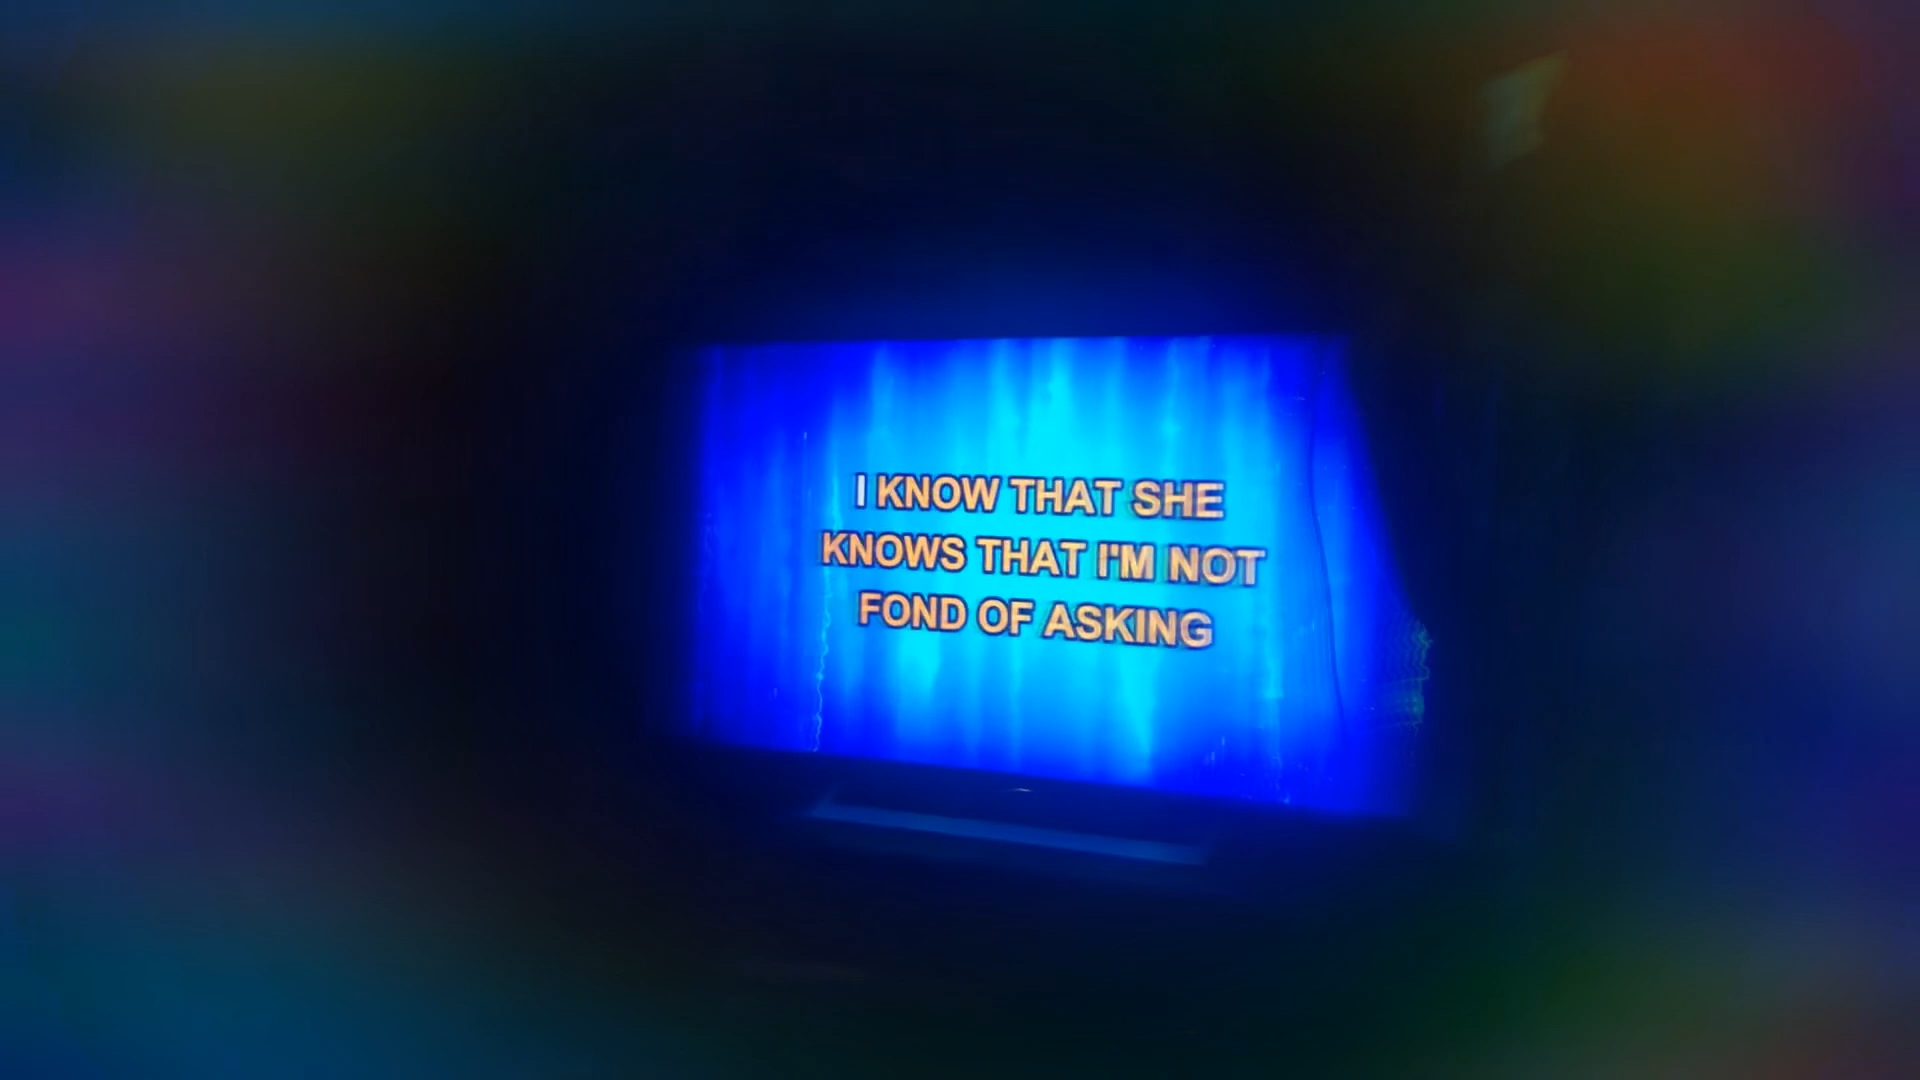 I KNOW THAT SHE
KNOWS THAT I'M NOT
FOND OF ASKING